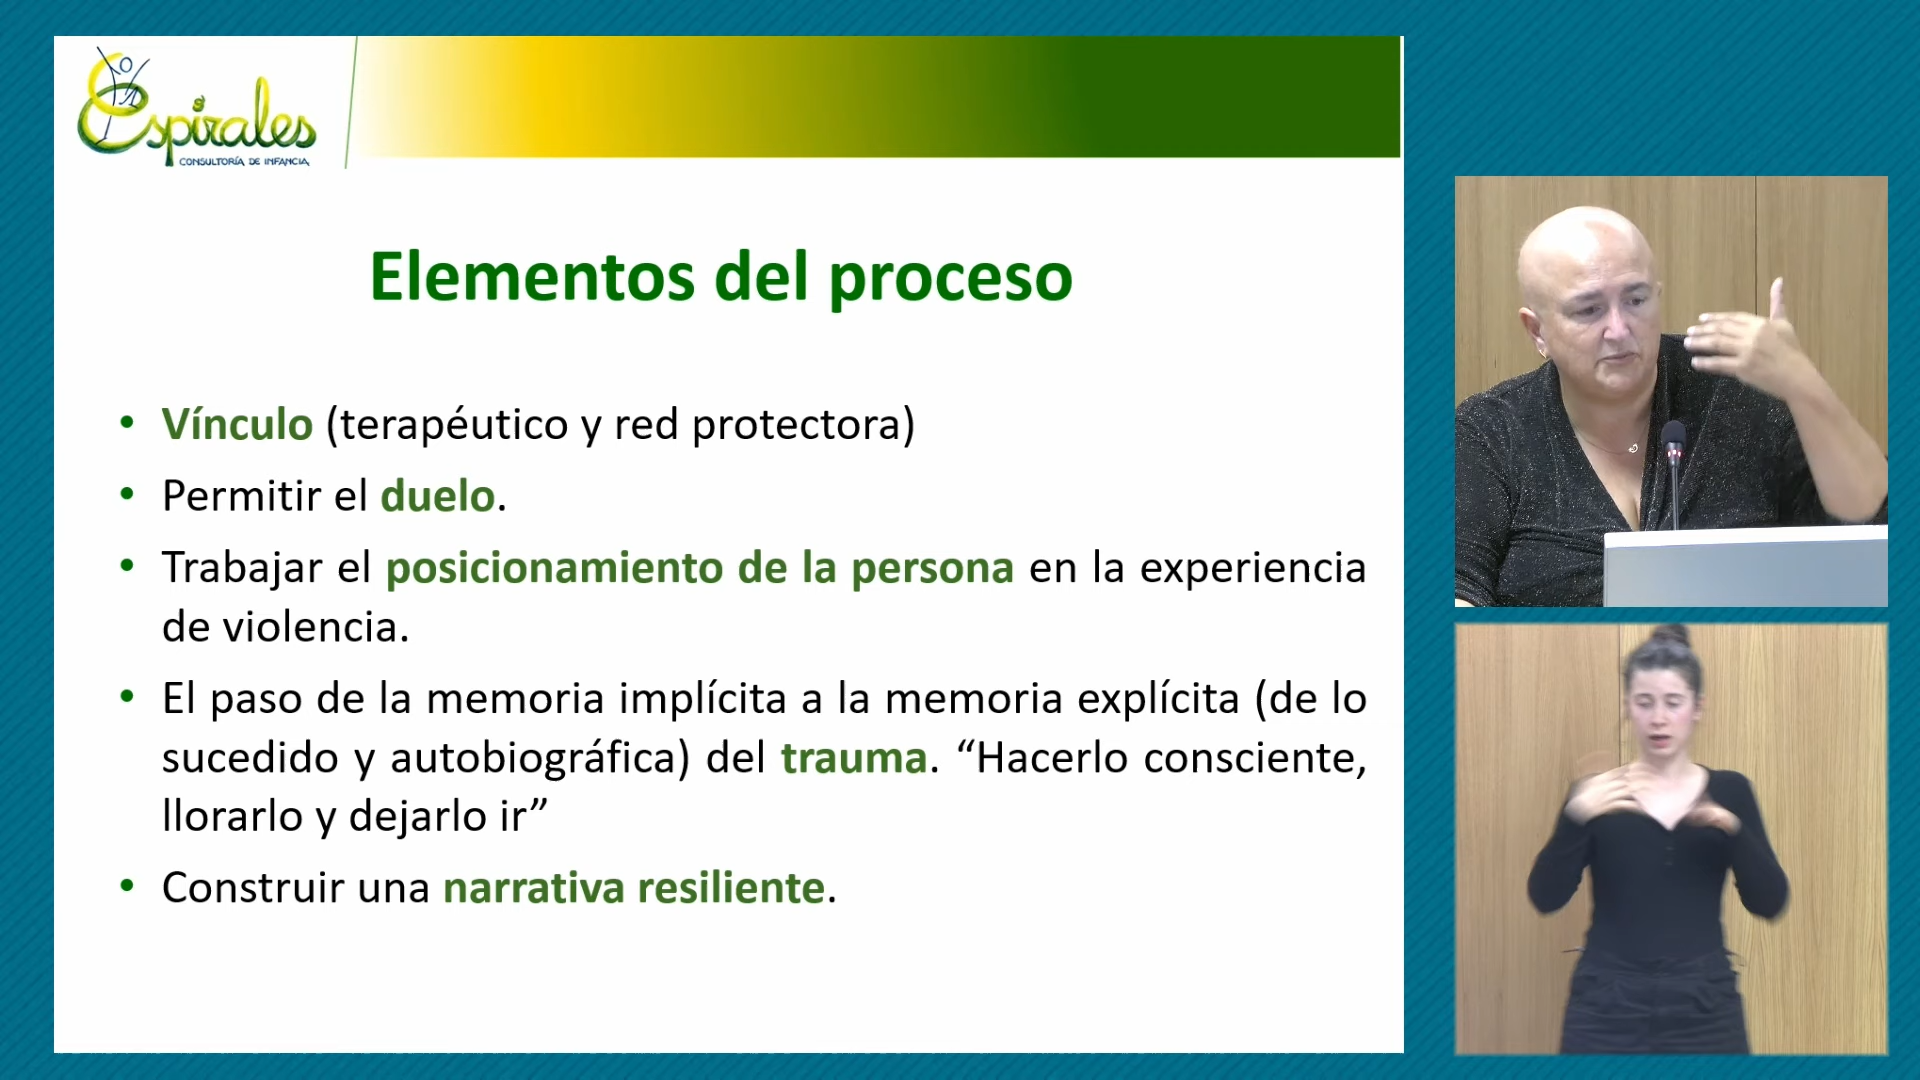 Espirales
CONSULTORÍA DE INFANCIA
Elementos del proceso
• Vínculo (terapéutico y red protectora)
• Permitir el duelo.
• Trabajar el posicionamiento de la persona en la experiencia
de violencia.
• El paso de la memoria implícita a la memoria explícita (de lo
sucedido y autobiográfica) del trauma. “Hacerlo consciente,
llorarlo y dejarlo ir”
• Construir una narrativa resiliente.